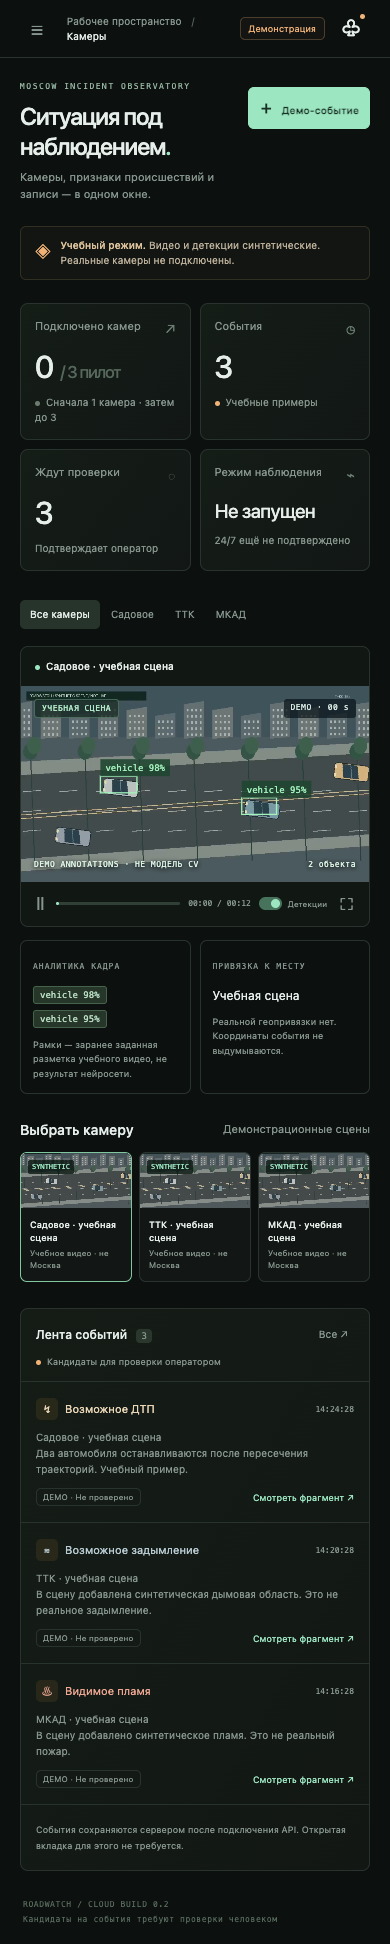 Рабочее пространство /
Камеры
Демонстрация
MOSCOW INCIDENT OBSERVATORY
Ситуация под
наблюдением.
+ Демо-событие
Камеры, признаки происшествий и
записи — в одном окне.
Учебный режим. Видео и детекции синтетические.
Реальные камеры не подключены.
Подключено камер ↗
0 / 3 пилот
Сначала 1 камера · затем
до 3
События
3
Учебные примеры
Ждут проверки
3
Подтверждает оператор
Режим наблюдения
Не запущен
24/7 ещё не подтверждено
Все камеры Садовое ТТК МКАД
Садовое · учебная сцена
УЧЕБНАЯ СЦЕНА
DEMO · 00 s
vehicle 98%
vehicle 95%
DEMO ANNOTATIONS · НЕ МОДЕЛЬ CV
2 объекта
00:00 / 00:12
Детекции
АНАЛИТИКА КАДРА
vehicle 98%
vehicle 95%
Рамки — заранее заданная
разметка учебного видео, не
результат нейросети.
ПРИВЯЗКА К МЕСТУ
Учебная сцена
Реальной геопривязки нет.
Координаты события не
выдумываются.
Выбрать камеру
Демонстрационные сцены
SYNTHETIC
Садовое · учебная
сцена
Учебное видео · не
Москва
SYNTHETIC
ТТК · учебная
сцена
Учебное видео · не
Москва
SYNTHETIC
МКАД · учебная
сцена
Учебное видео · не
Москва
Лента событий 3
Все ↗
Кандидаты для проверки оператором
Возможное ДТП
14:24:28
Садовое · учебная сцена
Два автомобиля останавливаются после пересечения
траекторий. Учебный пример.
ДЕМО · Не проверено
Смотреть фрагмент ↗
Возможное задымление
14:20:28
ТТК · учебная сцена
В сцену добавлена синтетическая дымовая область. Это не
реальное задымление.
ДЕМО · Не проверено
Смотреть фрагмент ↗
Видимое пламя
14:16:28
МКАД · учебная сцена
В сцену добавлено синтетическое пламя. Это не реальный
пожар.
ДЕМО · Не проверено
Смотреть фрагмент ↗
События сохраняются сервером после подключения API. Открытая
вкладка для этого не требуется.
ROADWATCH / CLOUD BUILD 0.2
Кандидаты на события требуют проверки человеком